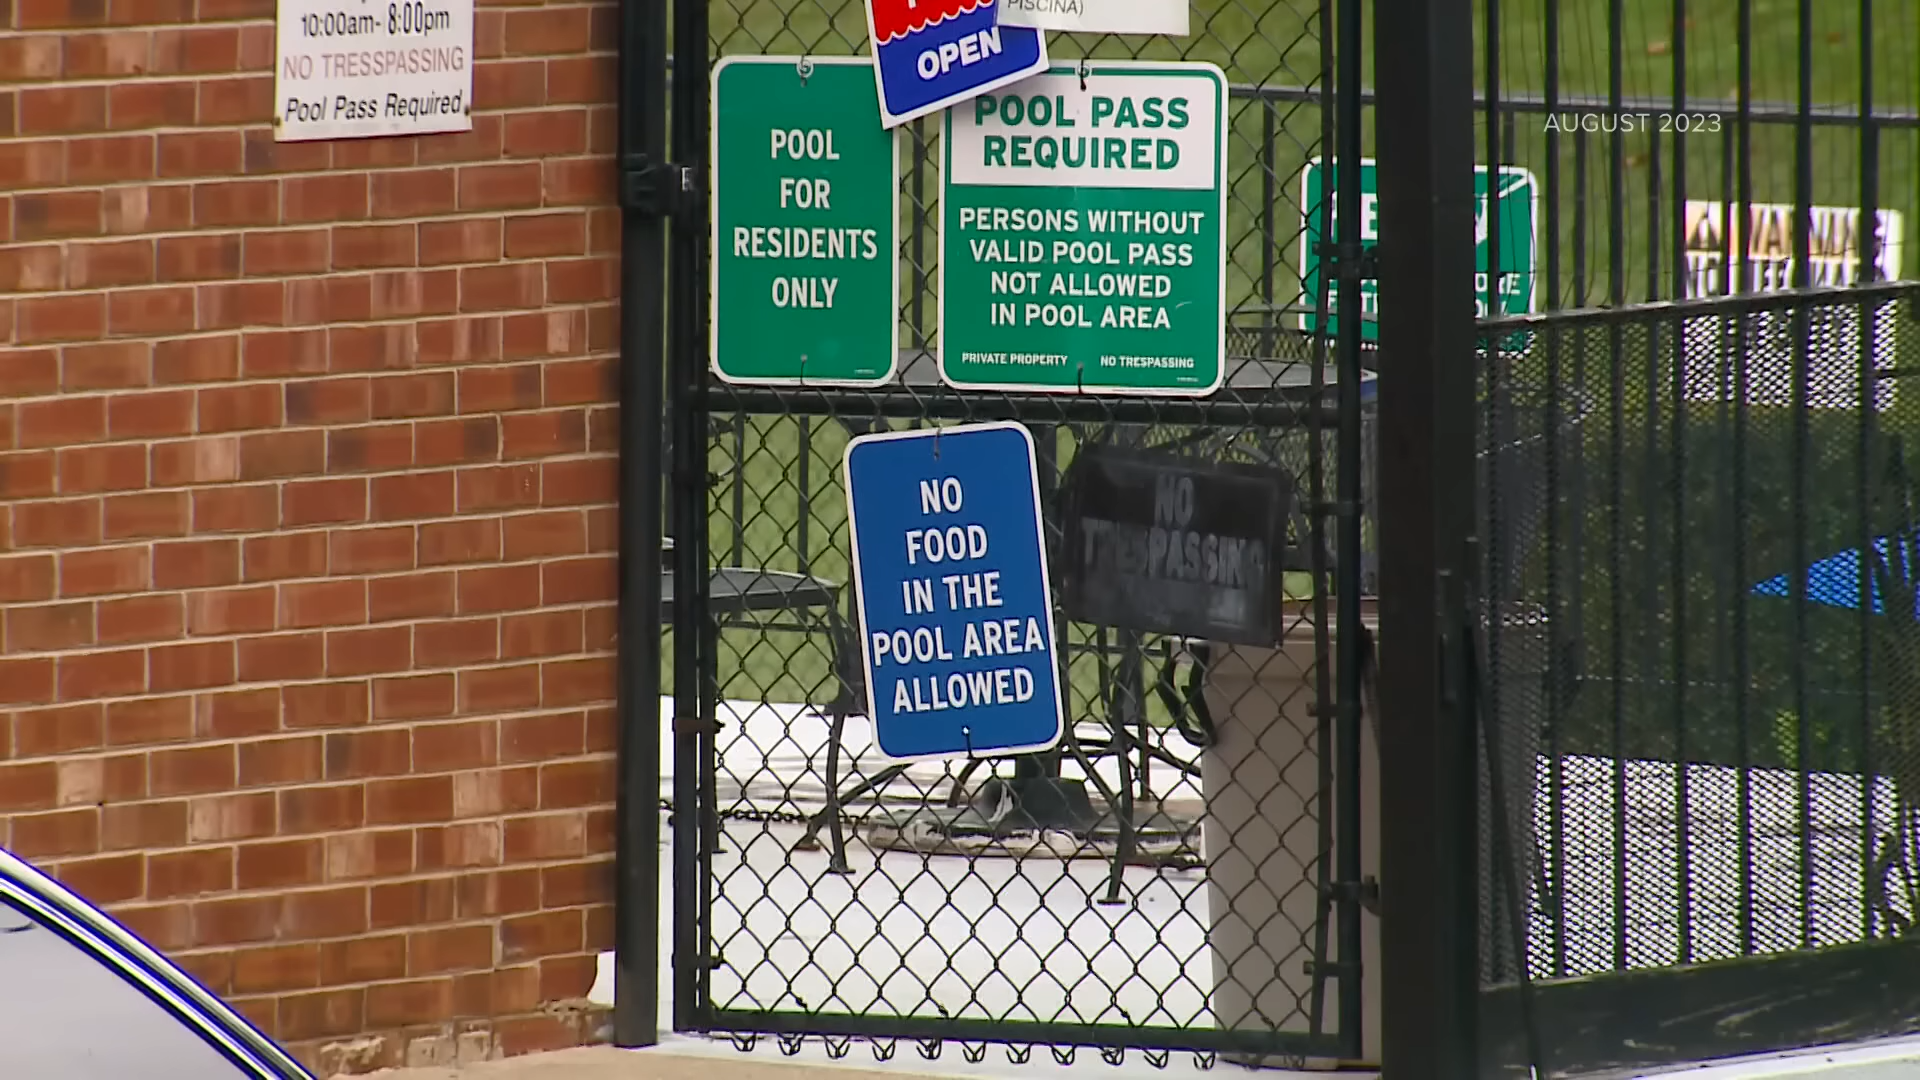 10:00am- 8:00pm
NO TRESSPASSING
Pool Pass Required
OPEN
PISCINA)
POOL
FOR
RESIDENTS
ONLY
POOL PASS
REQUIRED
PERSONS WITHOUT
VALID POOL PASS
NOT ALLOWED
IN POOL AREA
PRIVATE PROPERTY NO TRESPASSING
AUGUST 2023
WARNING
NO
FOOD
IN THE
POOL AREA
ALLOWED
NO
TRESPASSING